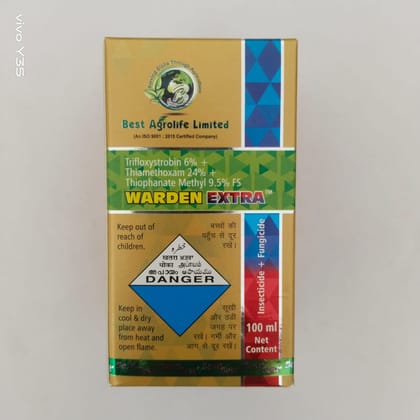 Best Agrolife Limited
(An ISO 9001 : 2015 Certified Company)
Trifloxystrobin 6% +
Thiamethoxam 24% +
Thiophanate Methyl 9.5% FS
WARDEN EXTRA™
Keep out of
reach of
children.
बच्चों की
पहुँच से दूर
रखें।
खतरा
DANGER
Keep in
cool & dry
place away
from heat and
open flame.
सूखी
और ठंडी
जगह पर
रखें। गर्मी और
आग से दूर रखें।
Insecticide + Fungicide
100 ml
Net
Content
vivo Y35